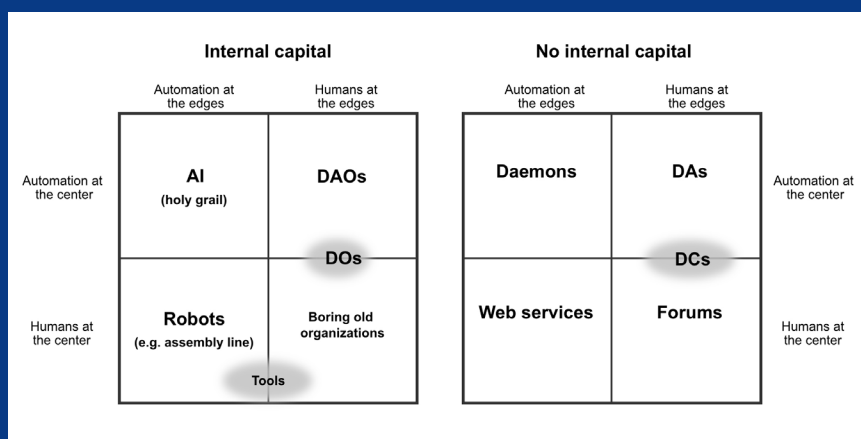 Internal capital
No internal capital
Automation at
the edges
Humans at
the edges
Automation at
the edges
Humans at
the edges
Automation at
the center
AI
(holy grail)
DAOs
Daemons
DAs
Automation at
the center
DOs
DCs
Humans at
the center
Robots
(e.g. assembly line)
Boring old
organizations
Web services
Forums
Humans at
the center
Tools